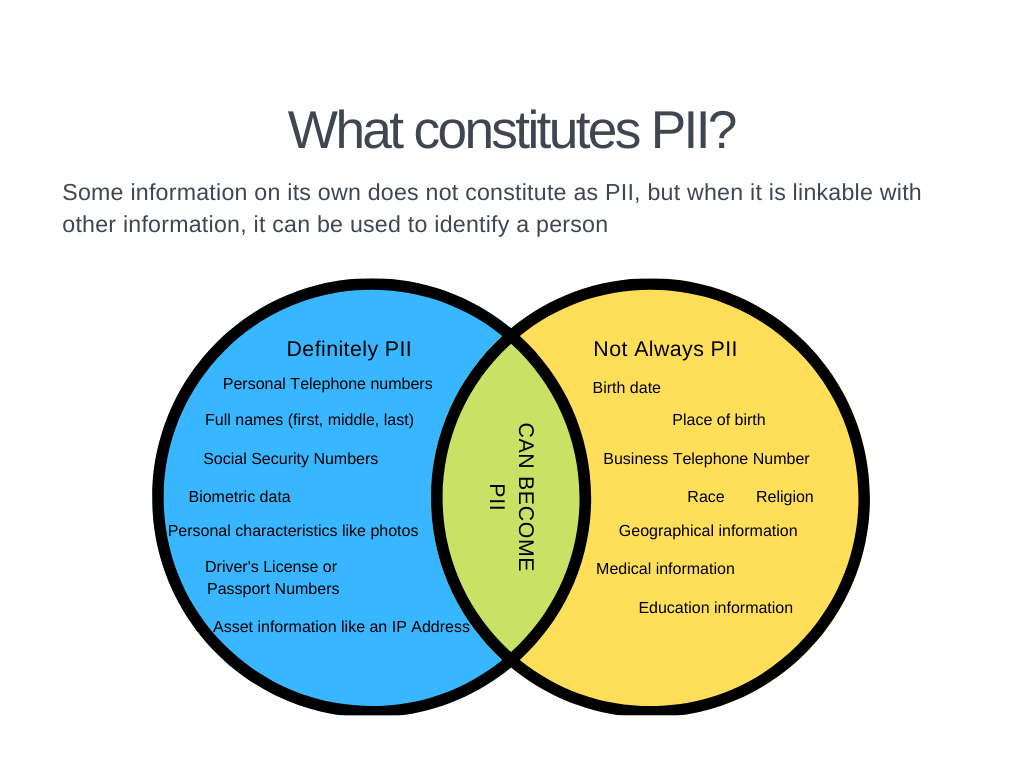 What constitutes PII?
Some information on its own does not constitute as PII, but when it is linkable with
other information, it can be used to identify a person
Definitely PII
Personal Telephone numbers
Full names (first, middle, last)
Social Security Numbers
Biometric data
Personal characteristics like photos
Driver's License or
Passport Numbers
Asset information like an IP Address
CAN BECOME
PII
Not Always PII
Birth date
Place of birth
Business Telephone Number
Race Religion
Geographical information
Medical information
Education information